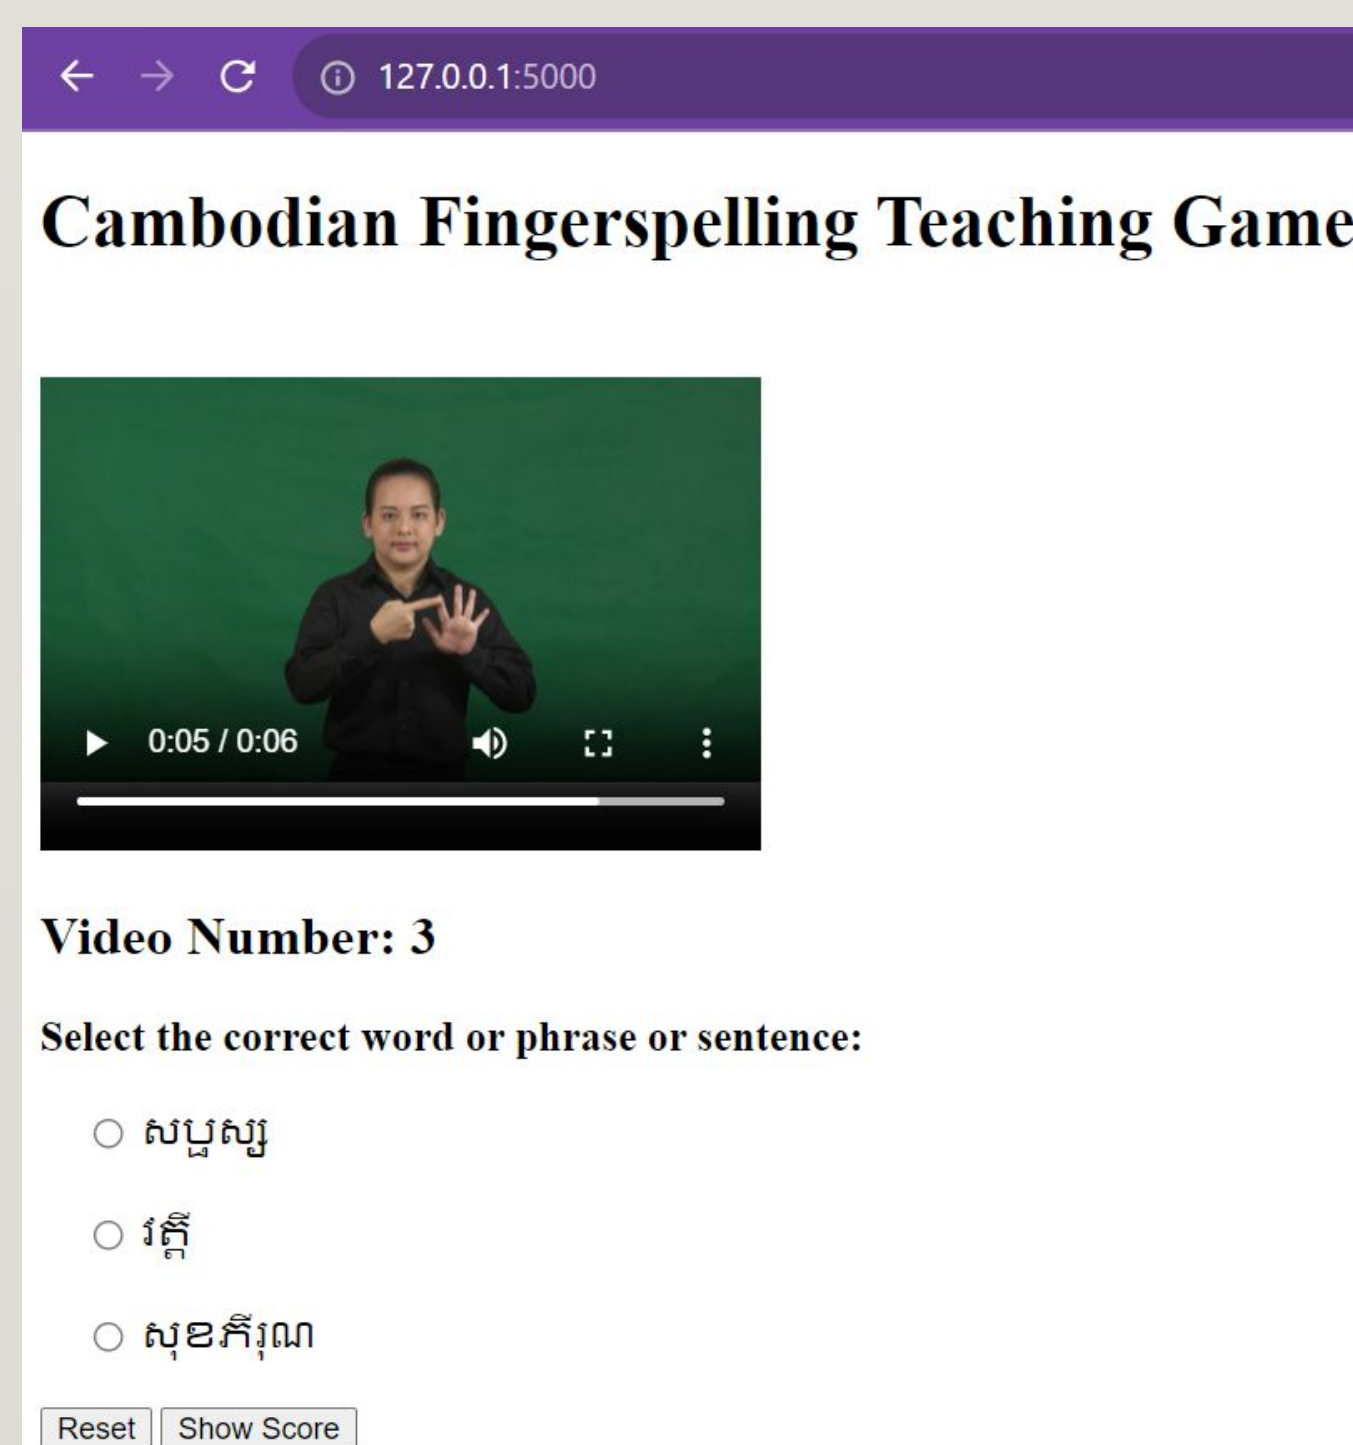 127.0.0.1:5000
Cambodian Fingerspelling Teaching Game
0:05 / 0:06
Video Number: 3
Select the correct word or phrase or sentence:
សប្ផស្ស
រត្តី
សុខភីរុណ
Reset Show Score